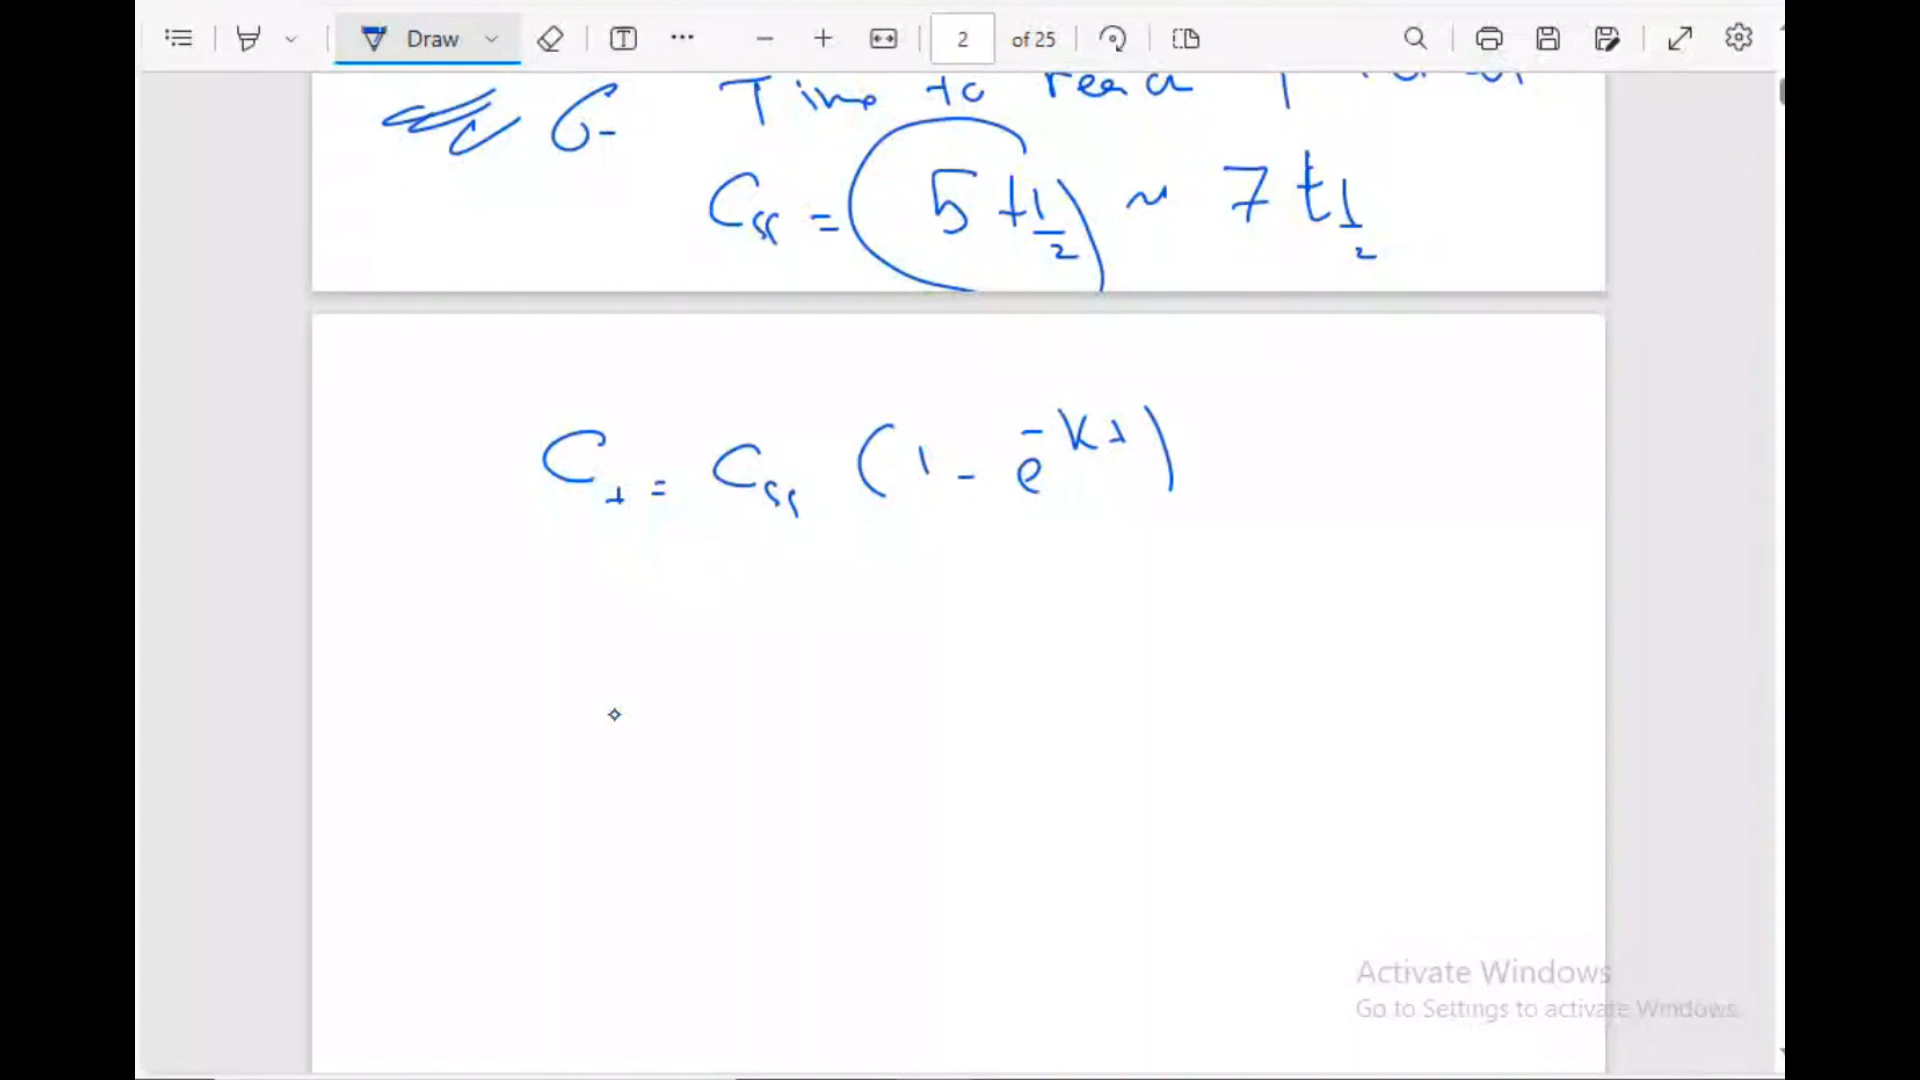 Draw
2 of 25
6- Time to reach
Css = 5 t1/2 ~ 7 t1/2
Ct = Css (1 - e^-kt)
Activate Windows
Go to Settings to activate Windows.